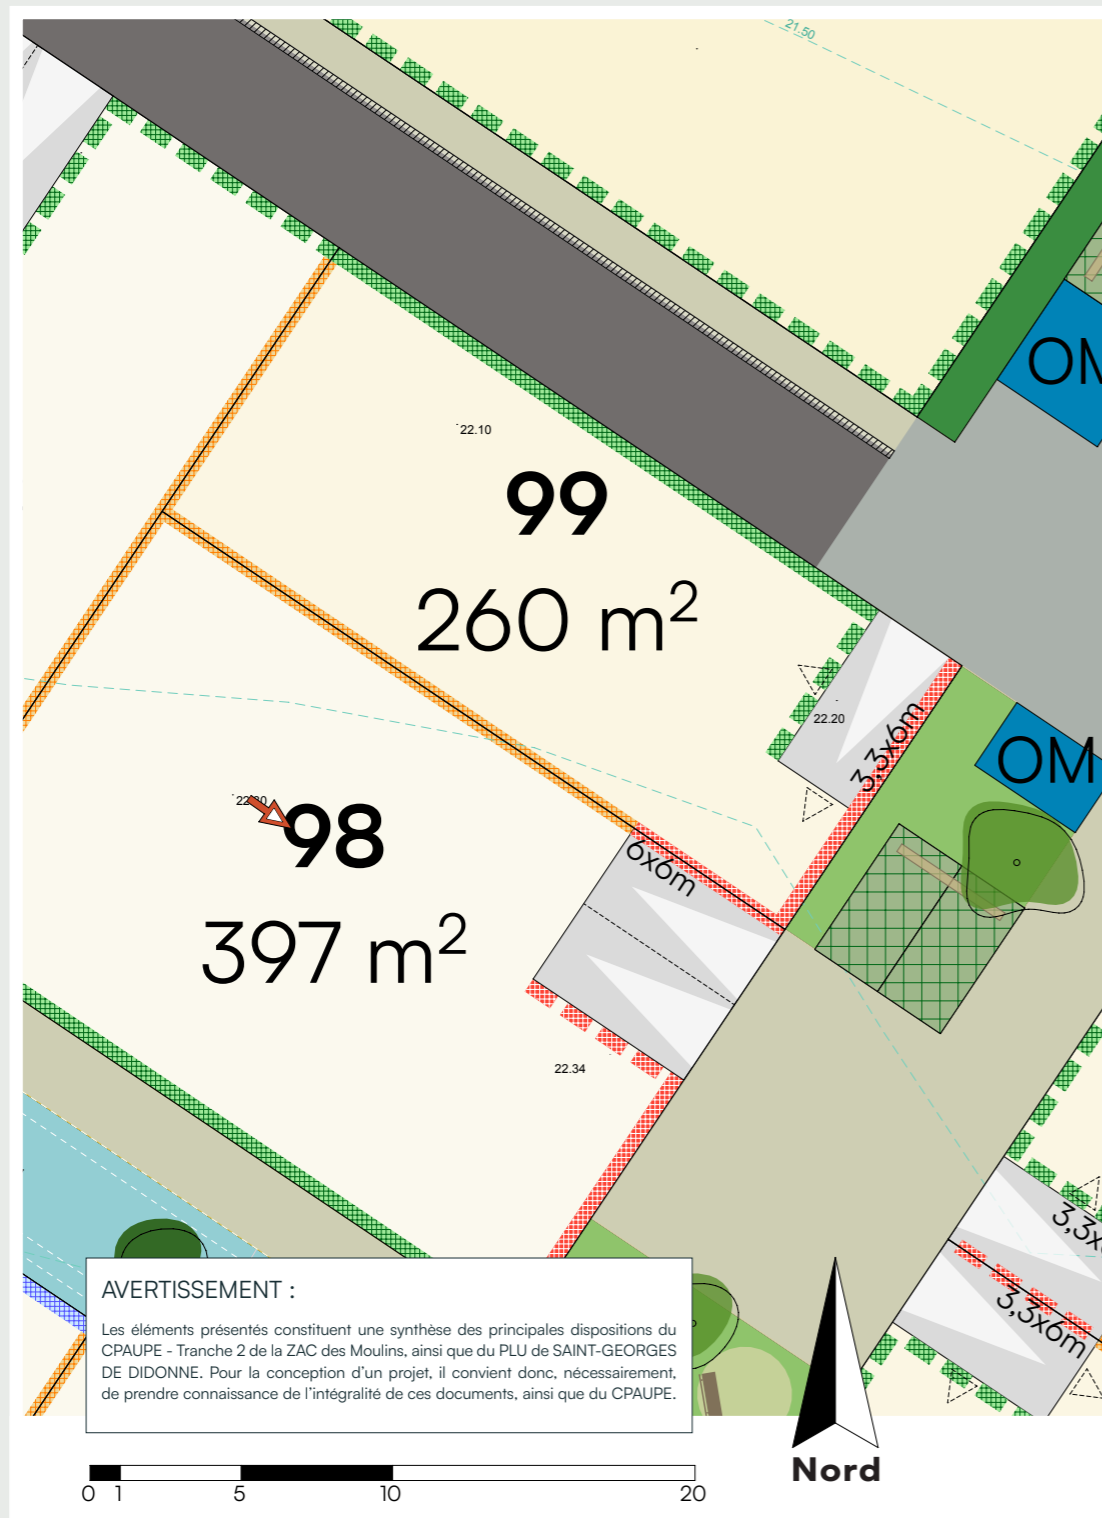 21.50
OM
22.10
99
260 m²
22.20
3,3x6m
OM
98
6x6m
397 m²
22.34
3,3x6m
AVERTISSEMENT :
Les éléments présentés constituent une synthèse des principales dispositions du
CPAUPE - Tranche 2 de la ZAC des Moulins, ainsi que du PLU de SAINT-GEORGES
DE DIDONNE. Pour la conception d'un projet, il convient donc, nécessairement,
de prendre connaissance de l'intégralité de ces documents, ainsi que du CPAUPE.
Nord
0 1 5 10 20